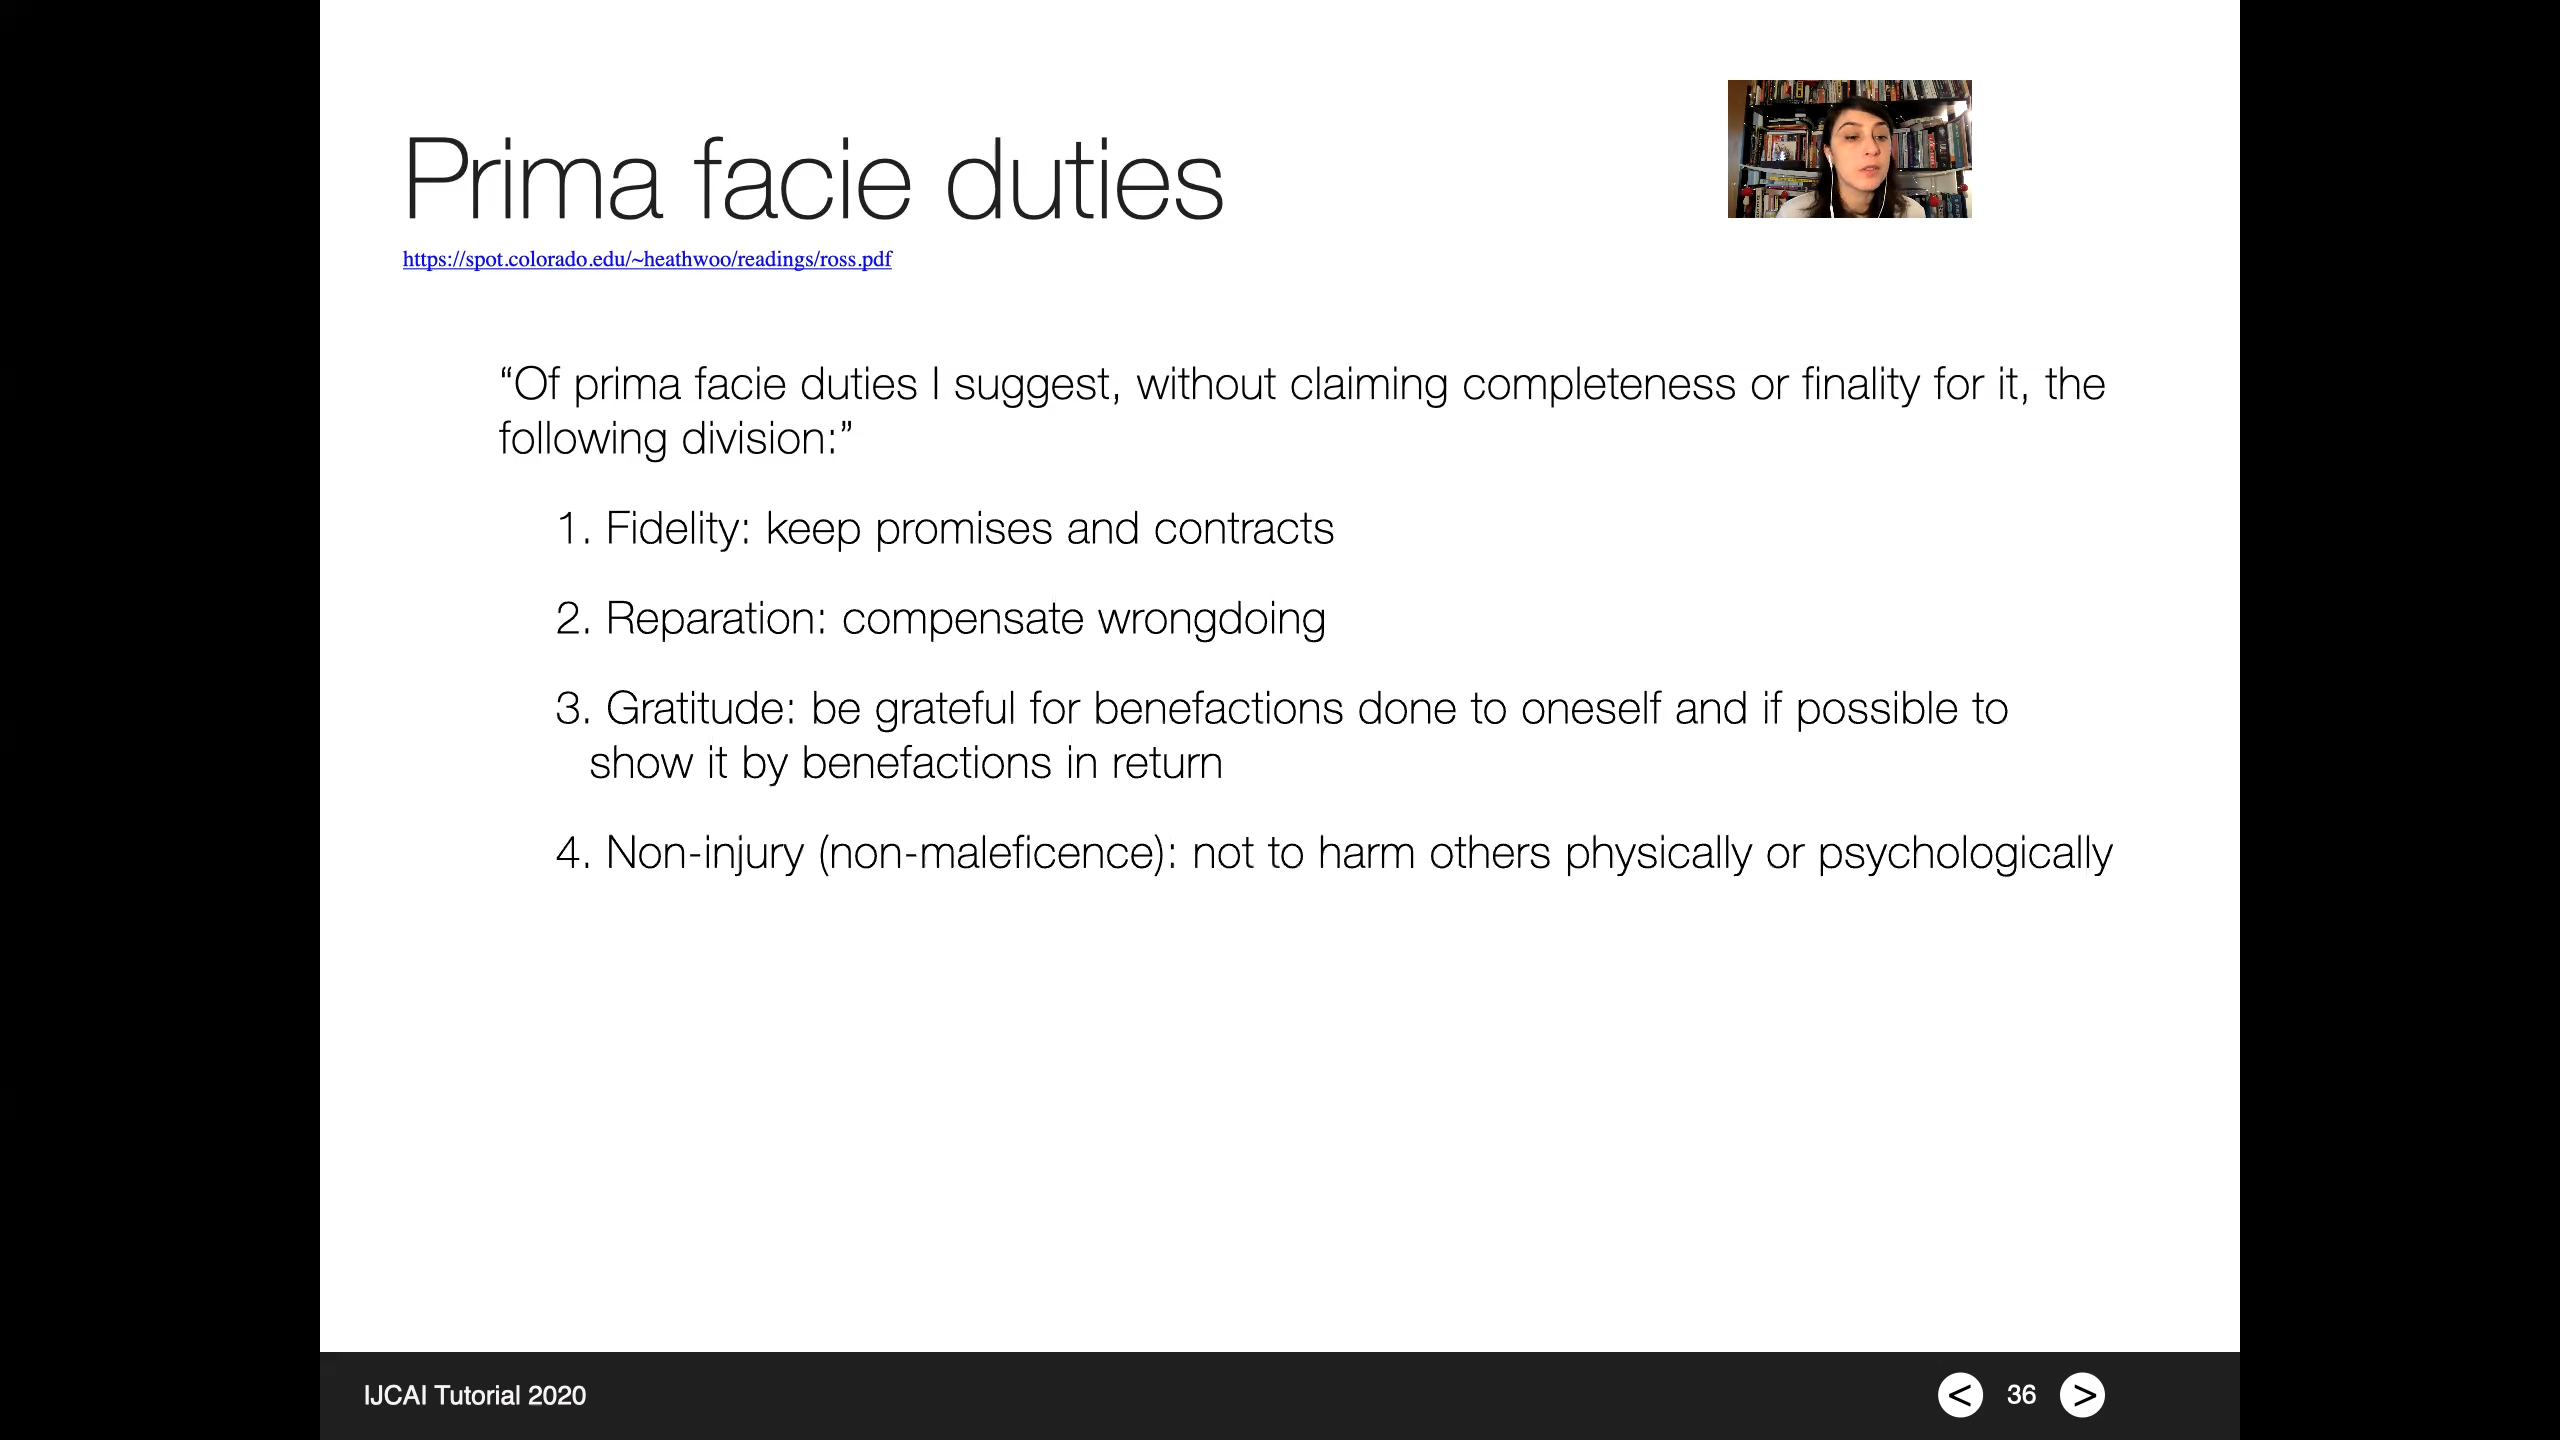 Prima facie duties
https://spot.colorado.edu/~heathwoo/readings/ross.pdf
“Of prima facie duties I suggest, without claiming completeness or finality for it, the
following division:”
1. Fidelity: keep promises and contracts
2. Reparation: compensate wrongdoing
3. Gratitude: be grateful for benefactions done to oneself and if possible to
show it by benefactions in return
4. Non-injury (non-maleficence): not to harm others physically or psychologically
IJCAI Tutorial 2020
< 36 >